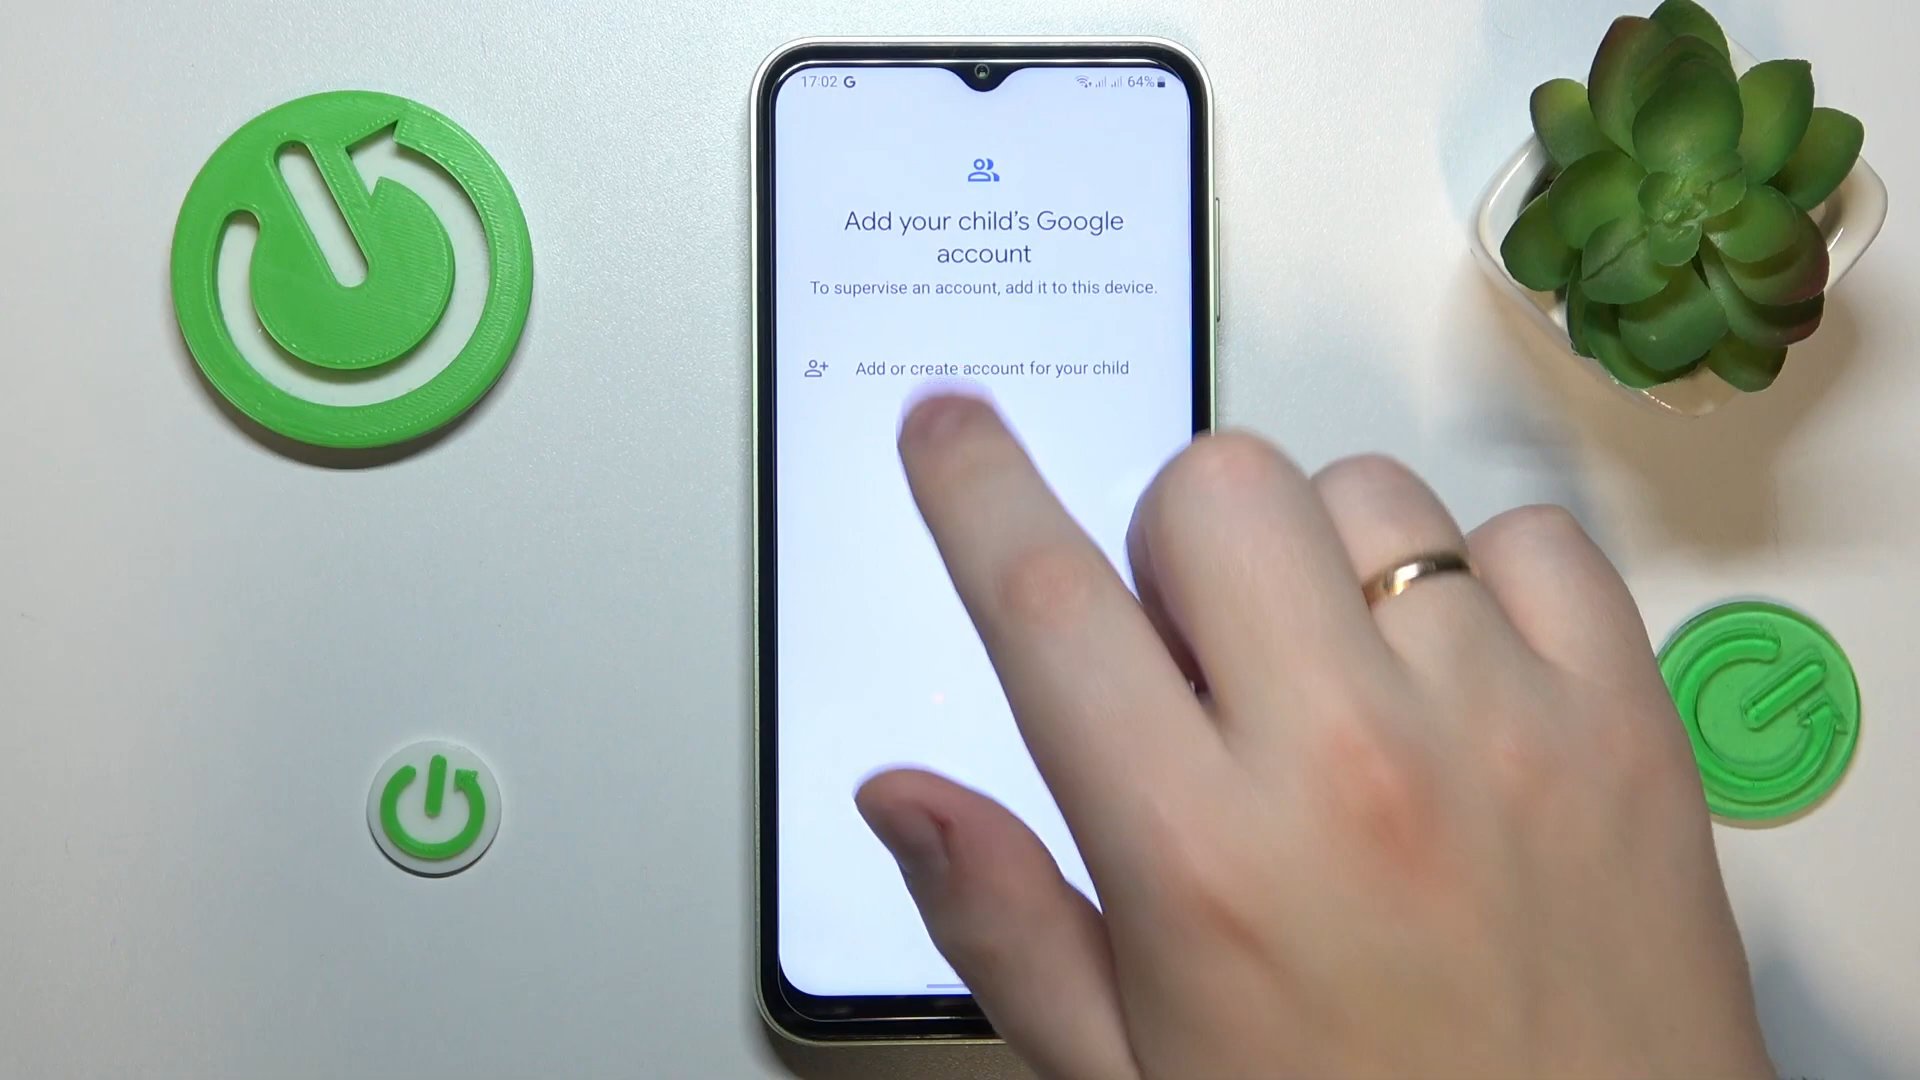 17:02 G 64%
Add your child's Google
account
To supervise an account, add it to this device.
Add or create account for your child